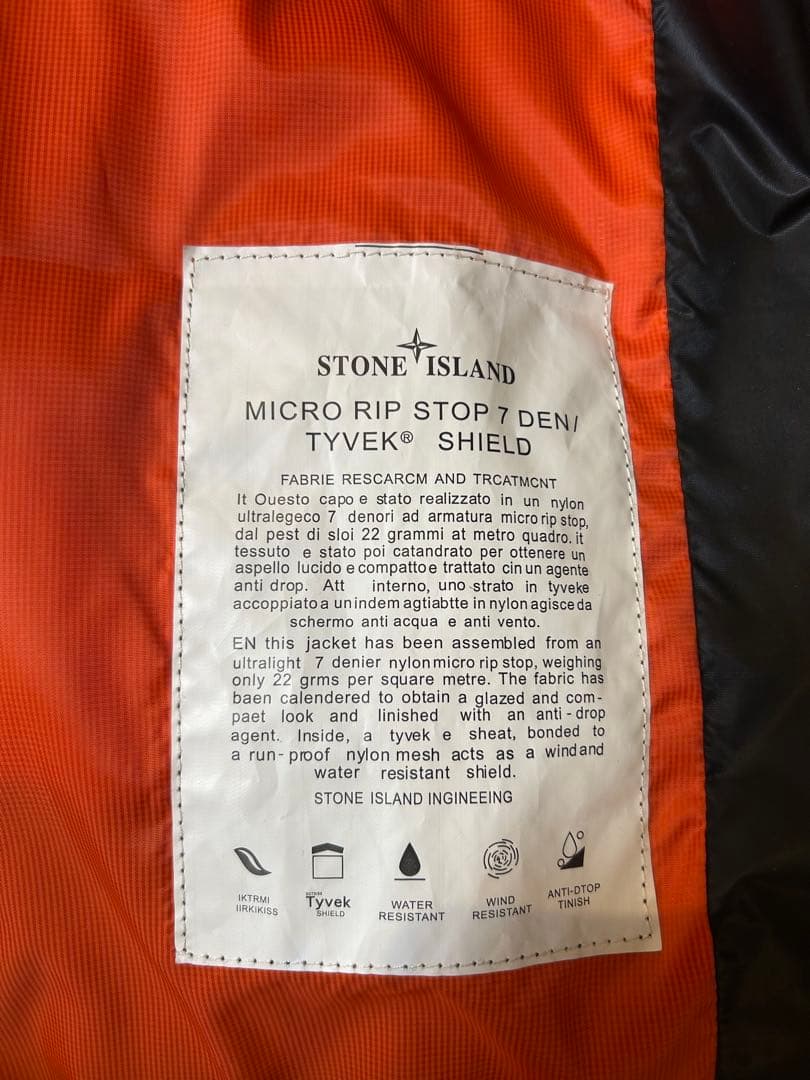 STONE ISLAND
MICRO RIP STOP 7 DEN/
TYVEK® SHIELD
FABRIE RESCARCM AND TRCATMCNT
It Ouesto capo e stato realizzato in un nylon
ultralegeco 7 denori ad armatura micro rip stop,
dal pest di sloi 22 grammi at metro quadro. it
tessuto e stato poi catandrato per ottenere un
aspello lucido e compattoe trattato cin un agente
anti drop. Att interno, uno strato in tyveke
accoppiato a un indem agtiabtte in nylon agisce da
schermo anti acqua e anti vento.
EN this jacket has been assembled from an
ultralight 7 denier nylon micro rip stop, weighing
only 22 grms per square metre. The fabric has
baen calendered to obtain a glazed and com-
paet look and linished with an anti-drop
agent. Inside, a tyvek e sheat, bonded to
a run-proof nylon mesh acts as a wind and
water resistant shield.
STONE ISLAND INGINEEING
IKTRMI
IIRKIKISS
Tyvek
SHIELD
WATER
RESISTANT
WIND
RESISTANT
ANTI-DTOP
TINISH